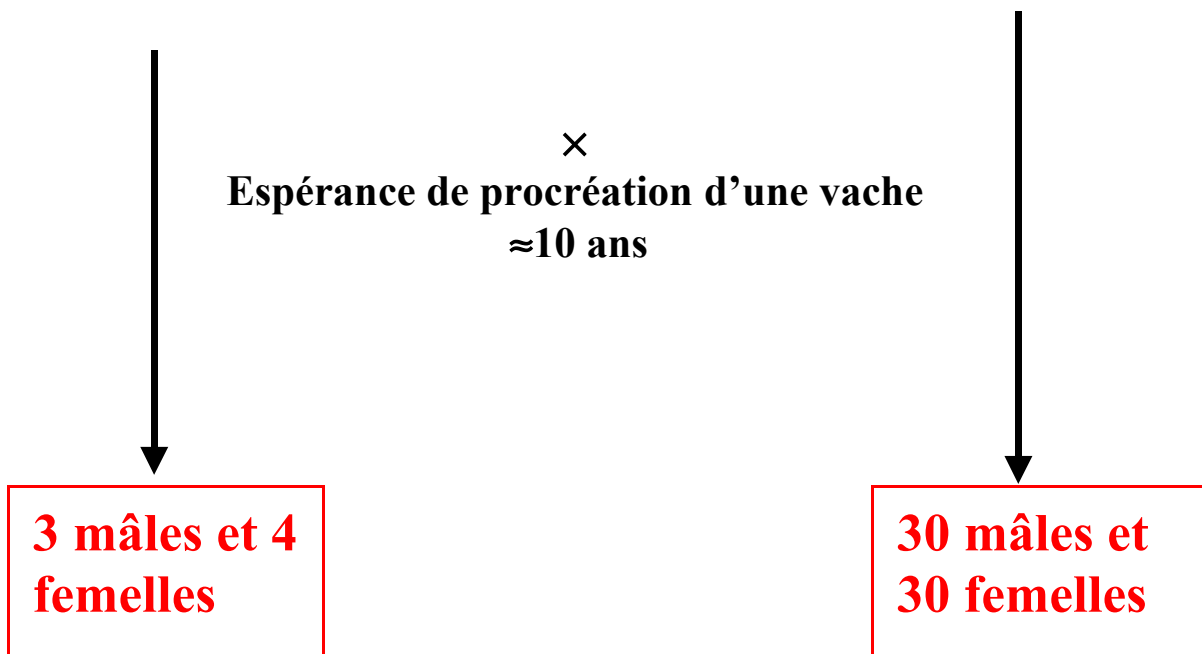 ×
Espérance de procréation d’une vache
≈10 ans
3 mâles et 4
femelles
30 mâles et
30 femelles